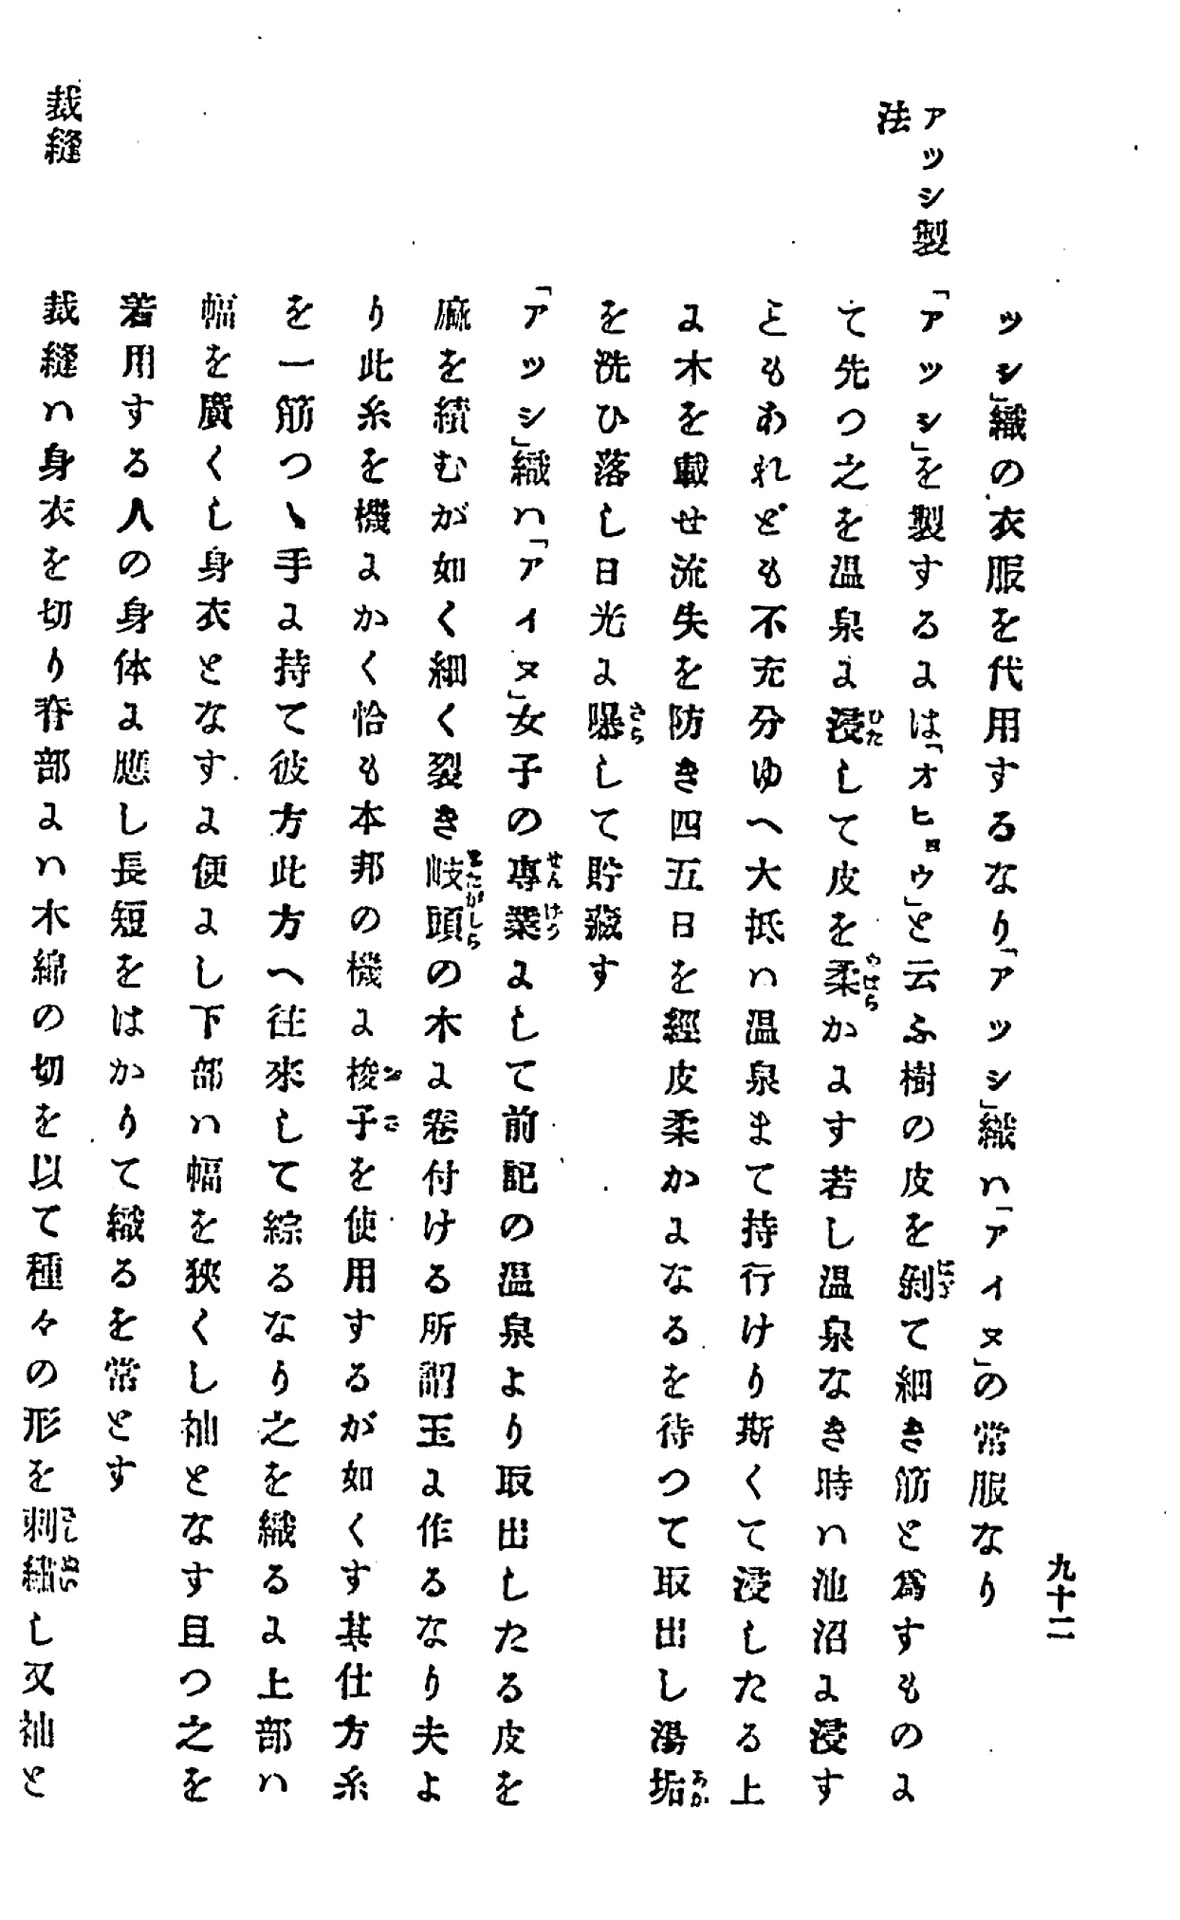 九十二
ッシ」織の衣服を代用するなり「アッシ」織ハ「アイヌ」の常服なり
アッシ製
法
「アッシ」を製するには「オヒョウ」と云ふ樹の皮を剝て細き筋と爲すものに
て先つ之を温泉に浸して皮を柔かにす若し温泉なき時ハ池沼に浸す
ともあれども不充分ゆへ大抵ハ温泉まて持行けり斯くて浸したる上
に木を載せ流失を防き四五日を經皮柔かになるを待つて取出し湯垢
を洗ひ落し日光に曝して貯藏す
「アッシ」織ハ「アイヌ」女子の專業にして前記の温泉より取出したる皮を
麻を績むが如く細く裂き岐頭の木に卷付ける所謂玉に作るなり夫よ
り此糸を機にかく恰も本邦の機に梭子を使用するが如くす其仕方糸
を一筋つゝ手に持て彼方此方へ往來して綜るなり之を織るに上部ハ
幅を廣くし身衣となすに便にし下部ハ幅を狹くし袖となす且つ之を
若用する人の身体に應し長短をはかりて織るを常とす
裁縫
裁縫ハ身衣を切り脊部にハ木綿の切を以て種々の形を刺繡し又袖と